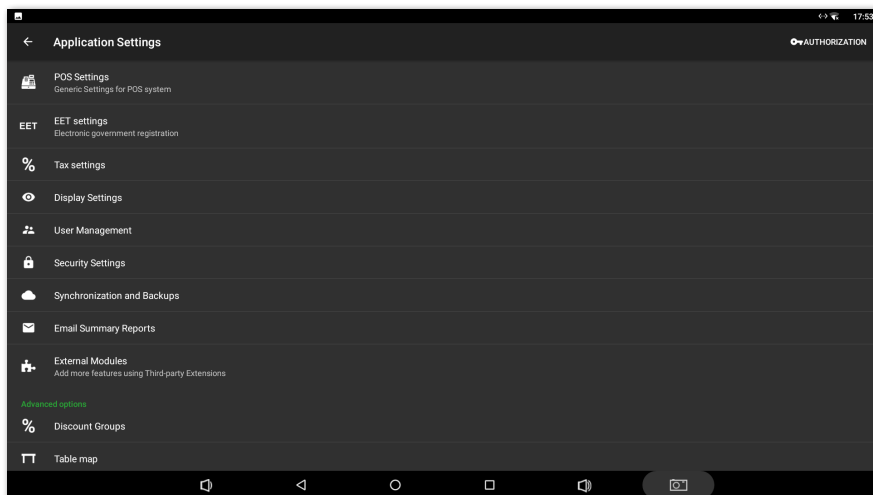 17:53
Application Settings
AUTHORIZATION
POS Settings
Generic Settings for POS system
EET
EET settings
Electronic government registration
% Tax settings
Display Settings
User Management
Security Settings
Synchronization and Backups
Email Summary Reports
External Modules
Add more features using Third-party Extensions
Advanced options
% Discount Groups
Table map